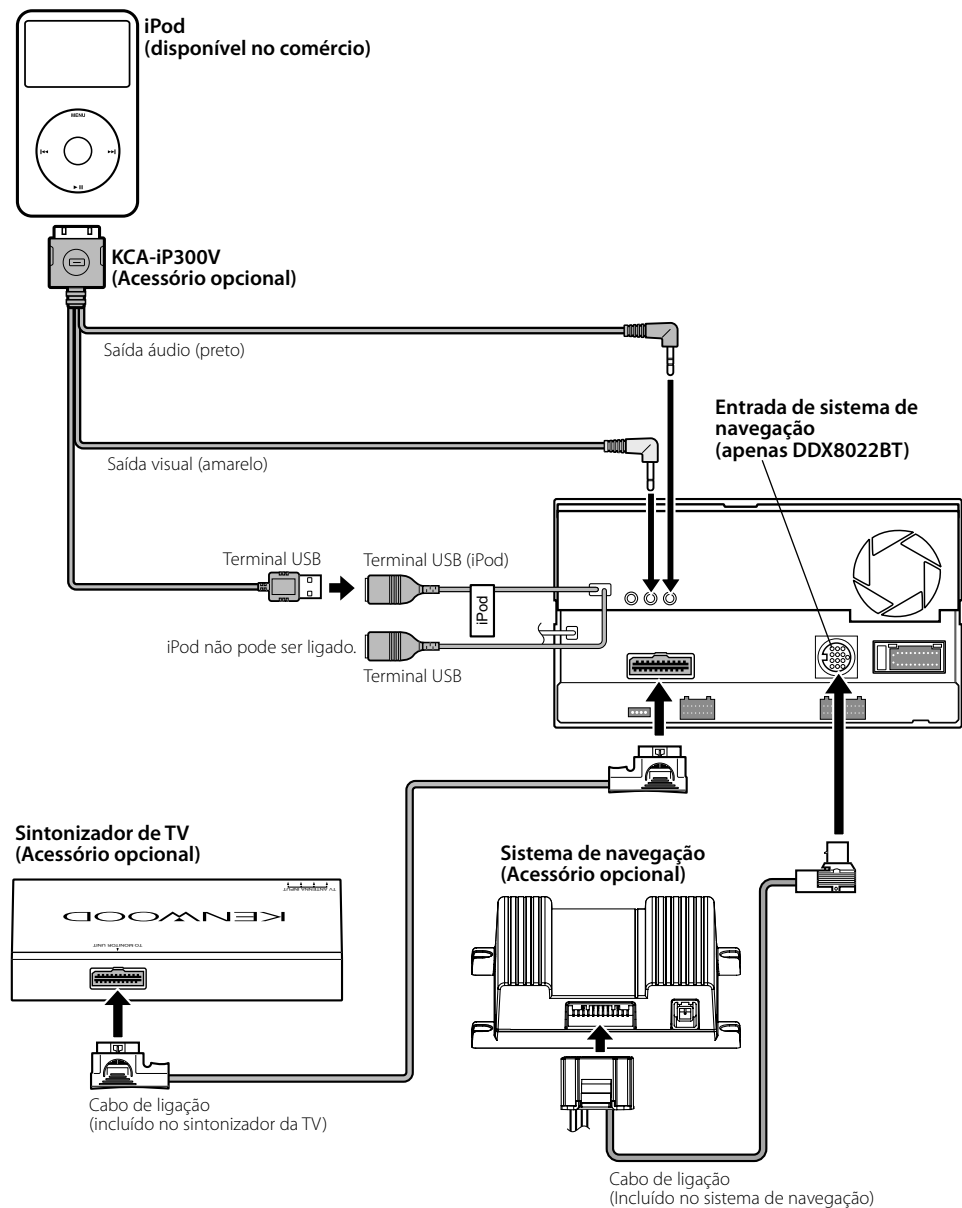 iPod
(disponível no comércio)
MENU
KCA-iP300V
(Acessório opcional)
Saída áudio (preto)
Entrada de sistema de
navegação
(apenas DDX8022BT)
Saída visual (amarelo)
Terminal USB
Terminal USB (iPod)
iPod
iPod não pode ser ligado.
Terminal USB
Sintonizador de TV
(Acessório opcional)
TV ANTENNA INPUT
KENWOOD
TO MONITOR UNIT
Sistema de navegação
(Acessório opcional)
Cabo de ligação
(incluído no sintonizador da TV)
Cabo de ligação
(Incluído no sistema de navegação)